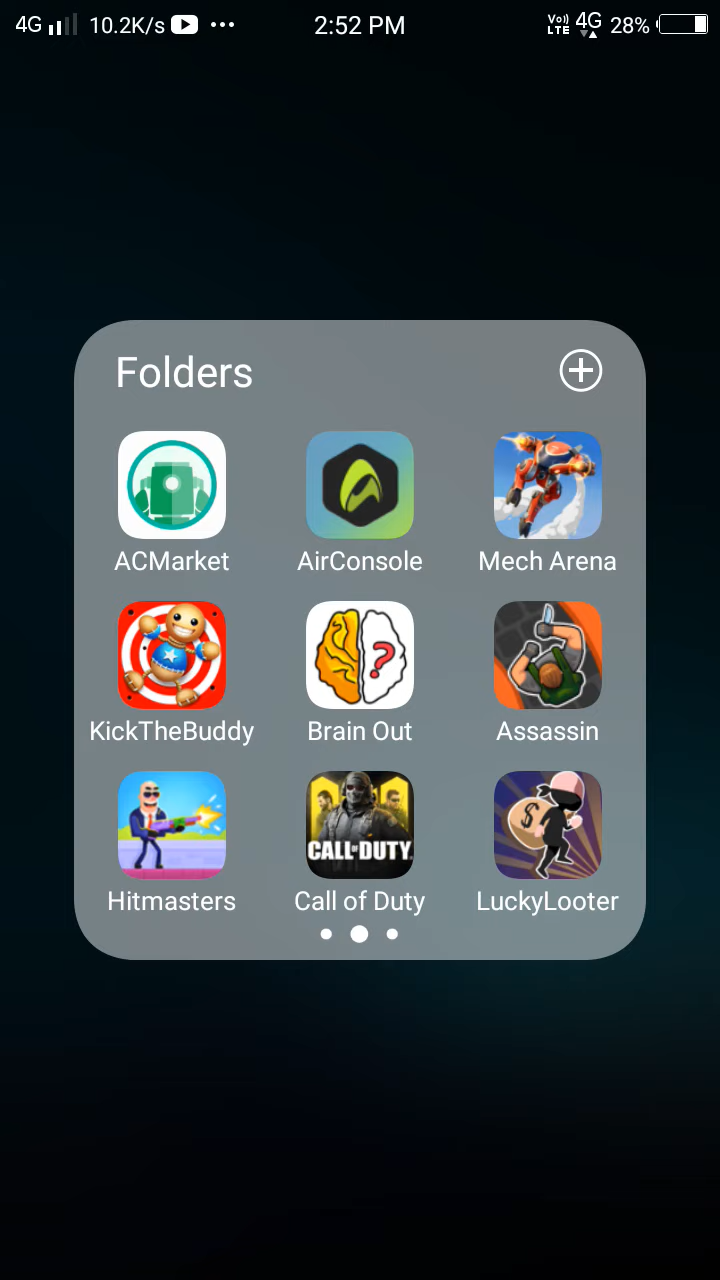 4G 10.2K/s ••• 2:52 PM Vo)) LTE 4G 28%
Folders
ACMarket AirConsole Mech Arena
KickTheBuddy Brain Out Assassin
CALL OF DUTY
Hitmasters Call of Duty LuckyLooter